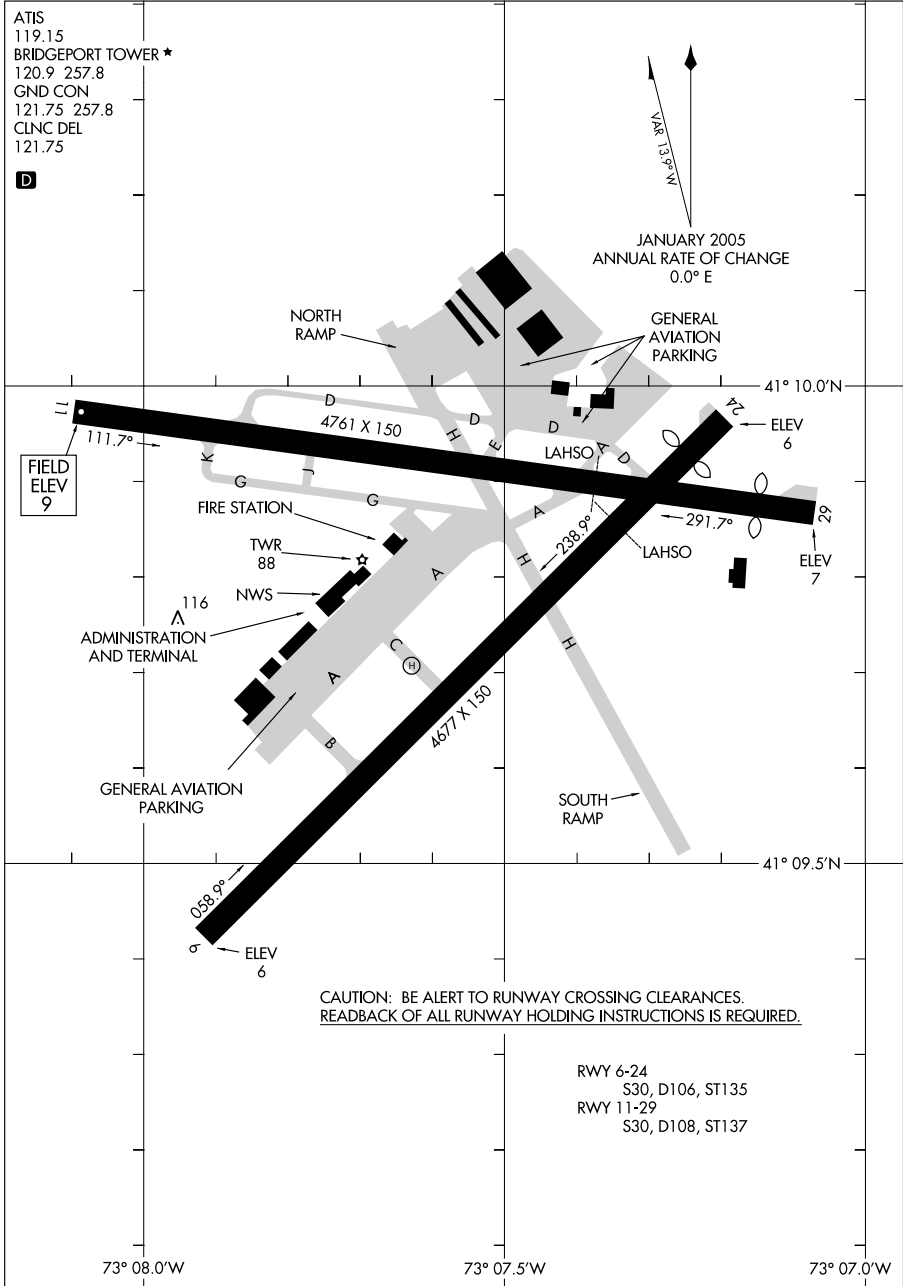 ATIS
119.15
BRIDGEPORT TOWER ★
120.9 257.8
GND CON
121.75 257.8
CLNC DEL
121.75
D
VAR 13.9° W
JANUARY 2005
ANNUAL RATE OF CHANGE
0.0° E
NORTH
RAMP
GENERAL
AVIATION
PARKING
41° 10.0'N
11
111.7°
4761 X 150
FIELD
ELEV
9
D
D
D
D
H
E
A
LAHSO
24
ELEV
6
K
G
J
G
FIRE STATION
TWR
88
NWS
116
ADMINISTRATION
AND TERMINAL
A
A
H
238.9°
LAHSO
291.7°
29
ELEV
7
H
C
H
A
B
4677 X 150
GENERAL AVIATION
PARKING
SOUTH
RAMP
41° 09.5'N
058.9°
6
ELEV
6
CAUTION: BE ALERT TO RUNWAY CROSSING CLEARANCES.
READBACK OF ALL RUNWAY HOLDING INSTRUCTIONS IS REQUIRED.
RWY 6-24
S30, D106, ST135
RWY 11-29
S30, D108, ST137
73° 08.0'W
73° 07.5'W
73° 07.0'W